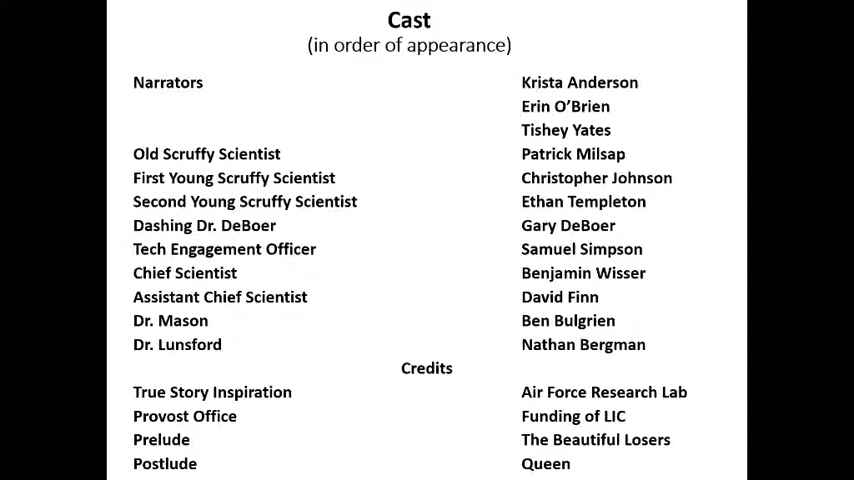 Cast
(in order of appearance)
Narrators Krista Anderson
Erin O’Brien
Tishey Yates
Old Scruffy Scientist Patrick Milsap
First Young Scruffy Scientist Christopher Johnson
Second Young Scruffy Scientist Ethan Templeton
Dashing Dr. DeBoer Gary DeBoer
Tech Engagement Officer Samuel Simpson
Chief Scientist Benjamin Wisser
Assistant Chief Scientist David Finn
Dr. Mason Ben Bulgrien
Dr. Lunsford Nathan Bergman
Credits
True Story Inspiration Air Force Research Lab
Provost Office Funding of LIC
Prelude The Beautiful Losers
Postlude Queen